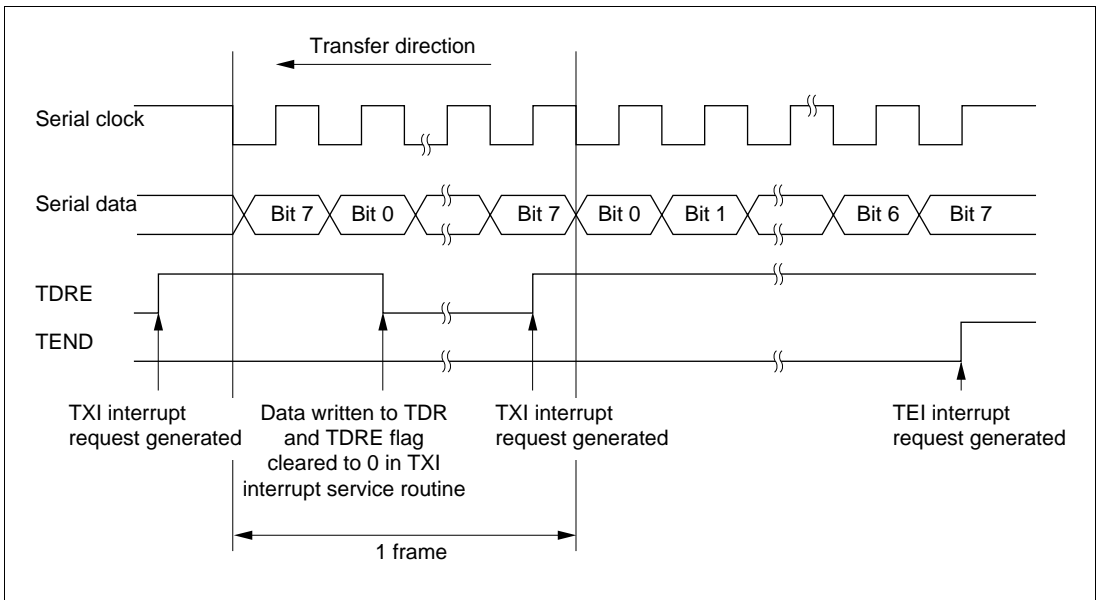 Transfer direction
Serial clock
Serial data
Bit 7
Bit 0
Bit 7
Bit 0
Bit 1
Bit 6
Bit 7
TDRE
TEND
TXI interrupt
request generated
Data written to TDR
and TDRE flag
cleared to 0 in TXI
interrupt service routine
TXI interrupt
request generated
TEI interrupt
request generated
1 frame